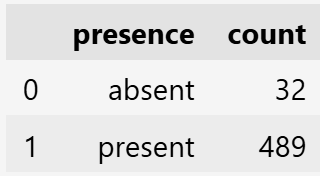 presence count
0 absent 32
1 present 489